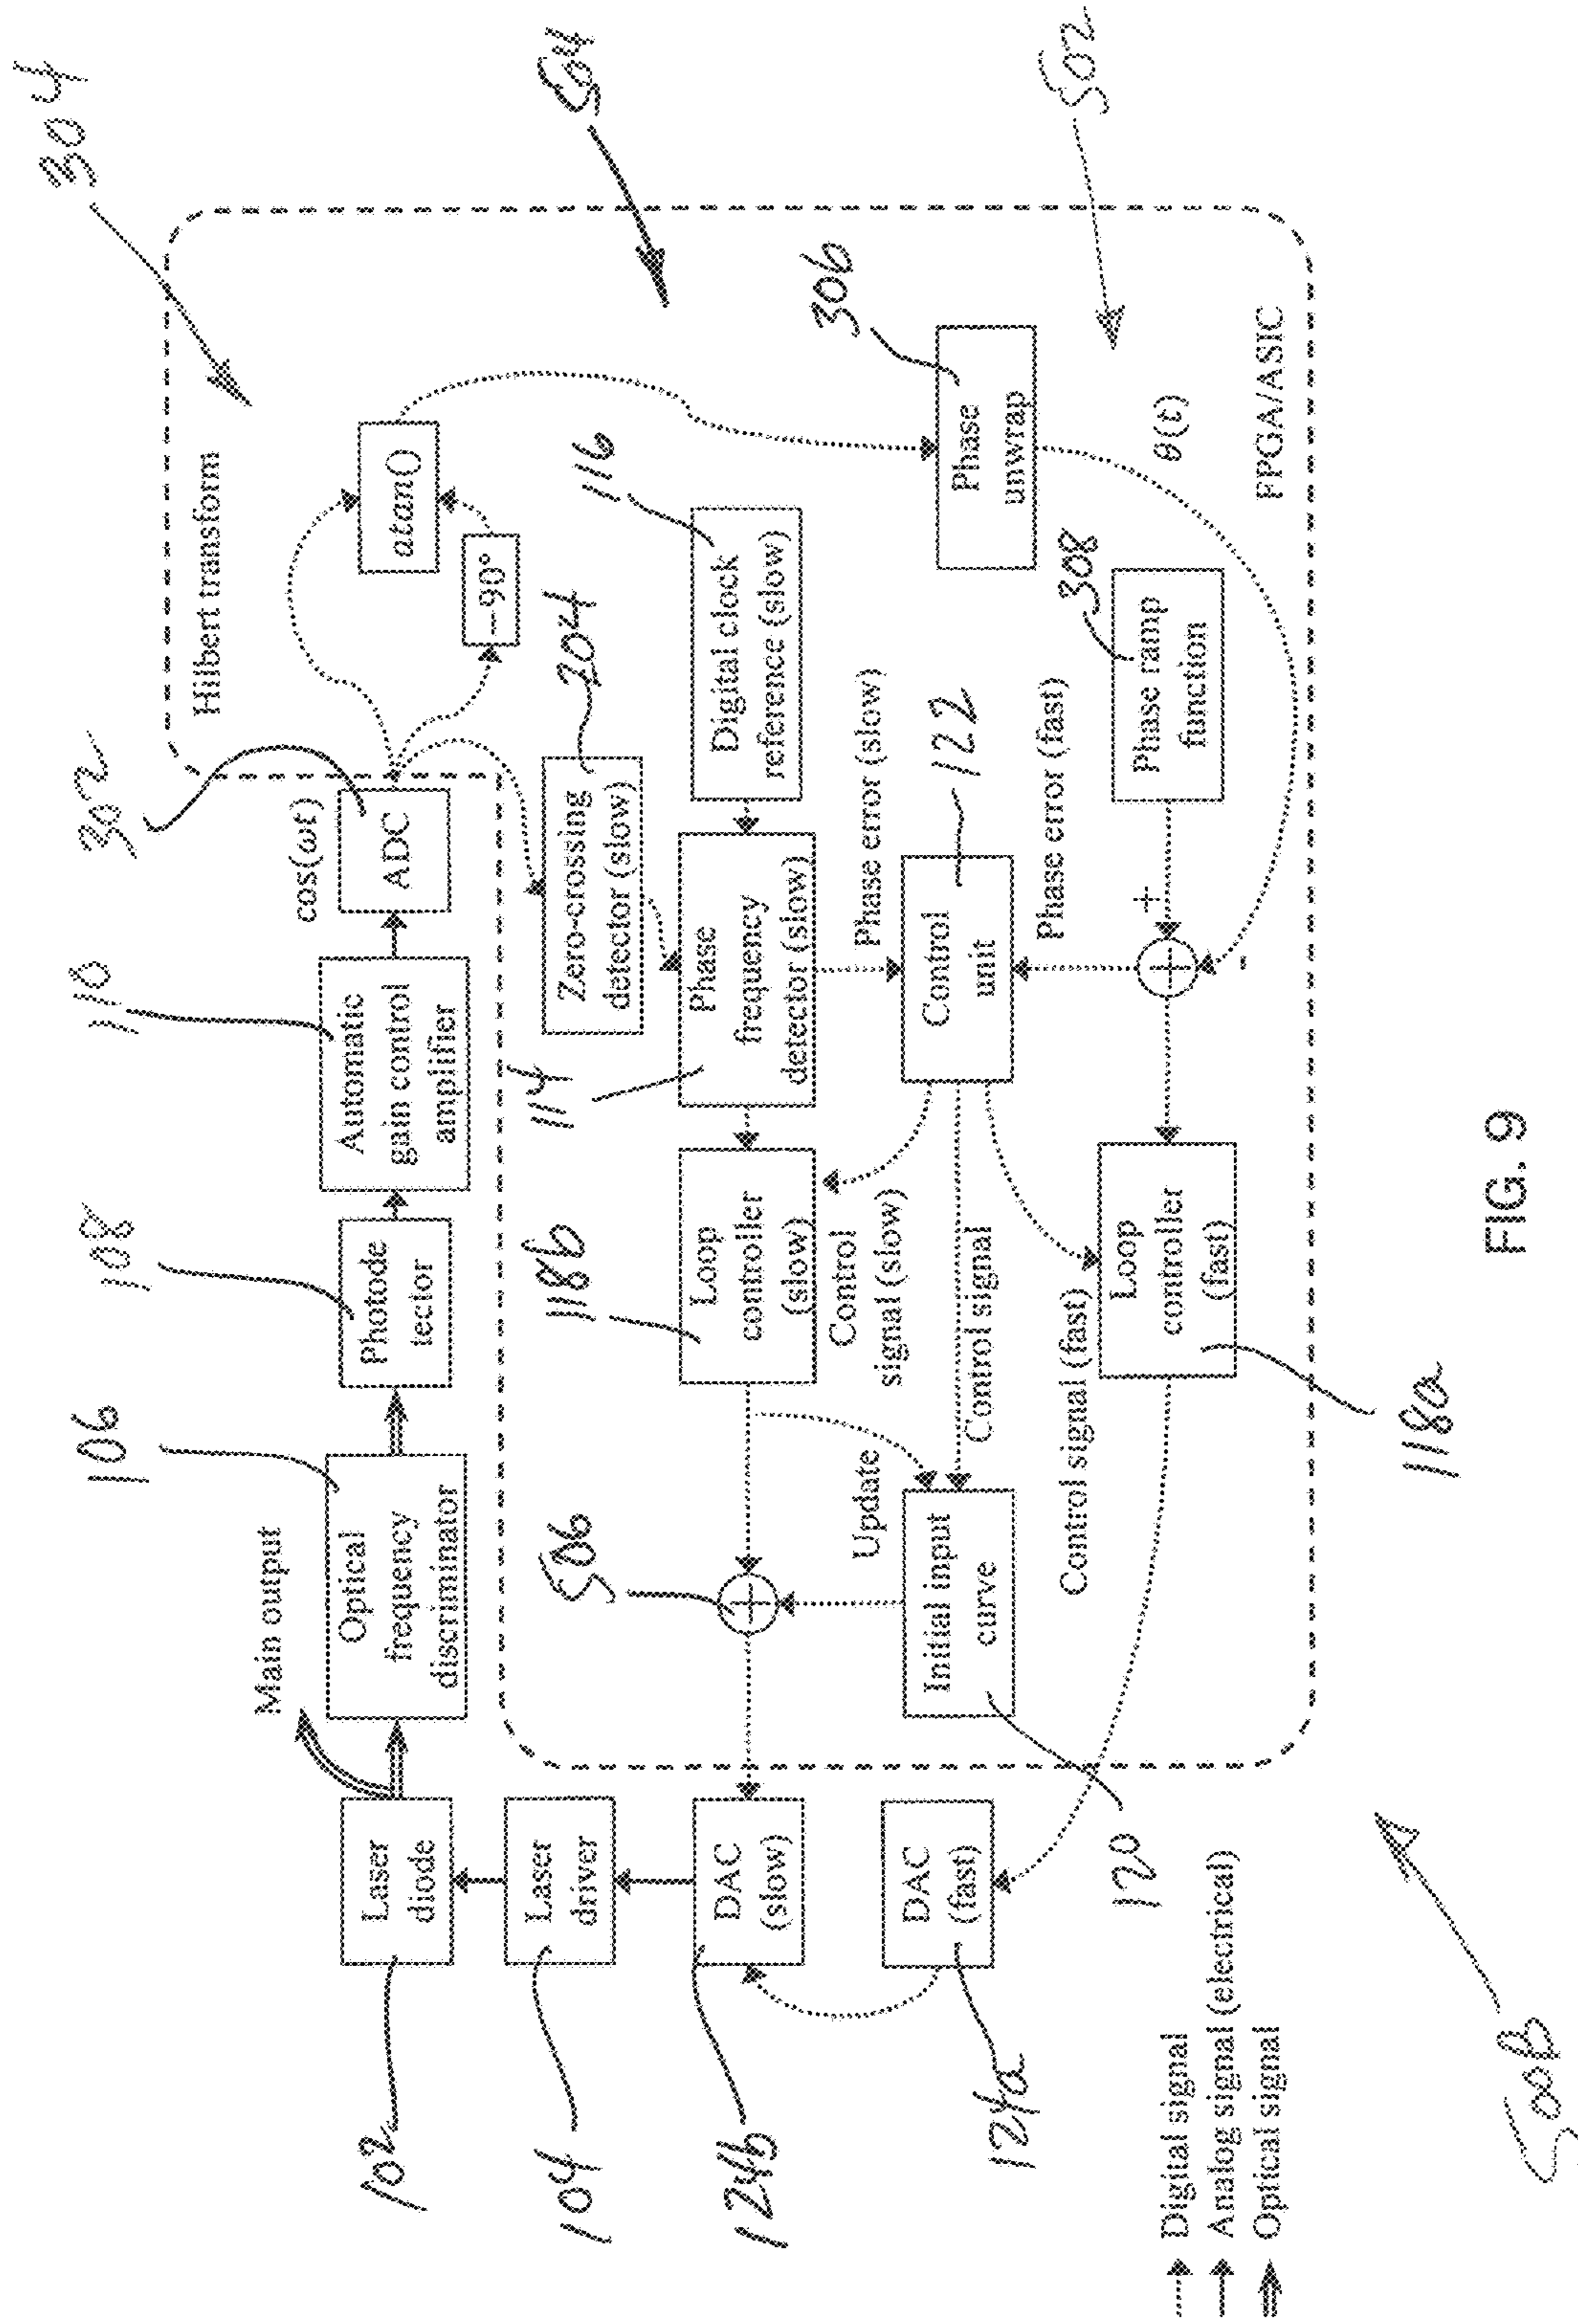 304
504
502
Hilbert transform
302
cos(ωt)
ADC
atan()
−90°
306
Phase
unwrap
θ(t)
FPGA/ASIC
110
Automatic
gain control
amplifier
204
Zero-crossing
detector (slow)
116
Digital clock
reference (slow)
308
Phase ramp
function
108
Photode
tector
114
Phase
frequency
detector (slow)
Phase error (slow)
122
Control
unit
Phase error (fast)
+
-
106
Optical
frequency
discriminator
Main output
118b
Loop
controller
(slow)
Control
signal (slow)
Control signal
Control signal (fast)
Loop
controller
(fast)
118a
506
Update
Initial input
curve
120
102
Laser
diode
104
Laser
driver
124b
DAC
(slow)
124a
DAC
(fast)
Digital signal
Analog signal (electrical)
Optical signal
500B
FIG. 9